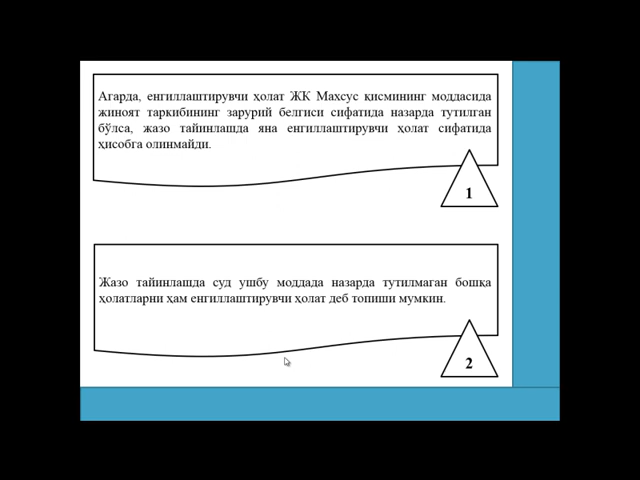 Агарда, енгиллаштирувчи ҳолат ЖК Махсус қисмининг моддасида
жиноят таркибининг зарурий белгиси сифатида назарда тутилган
бўлса, жазо тайинлашда яна енгиллаштирувчи ҳолат сифатида
ҳисобга олинмайди.
1
Жазо тайинлашда суд ушбу моддада назарда тутилмаган бошқа
ҳолатларни ҳам енгиллаштирувчи ҳолат деб топиши мумкин.
2